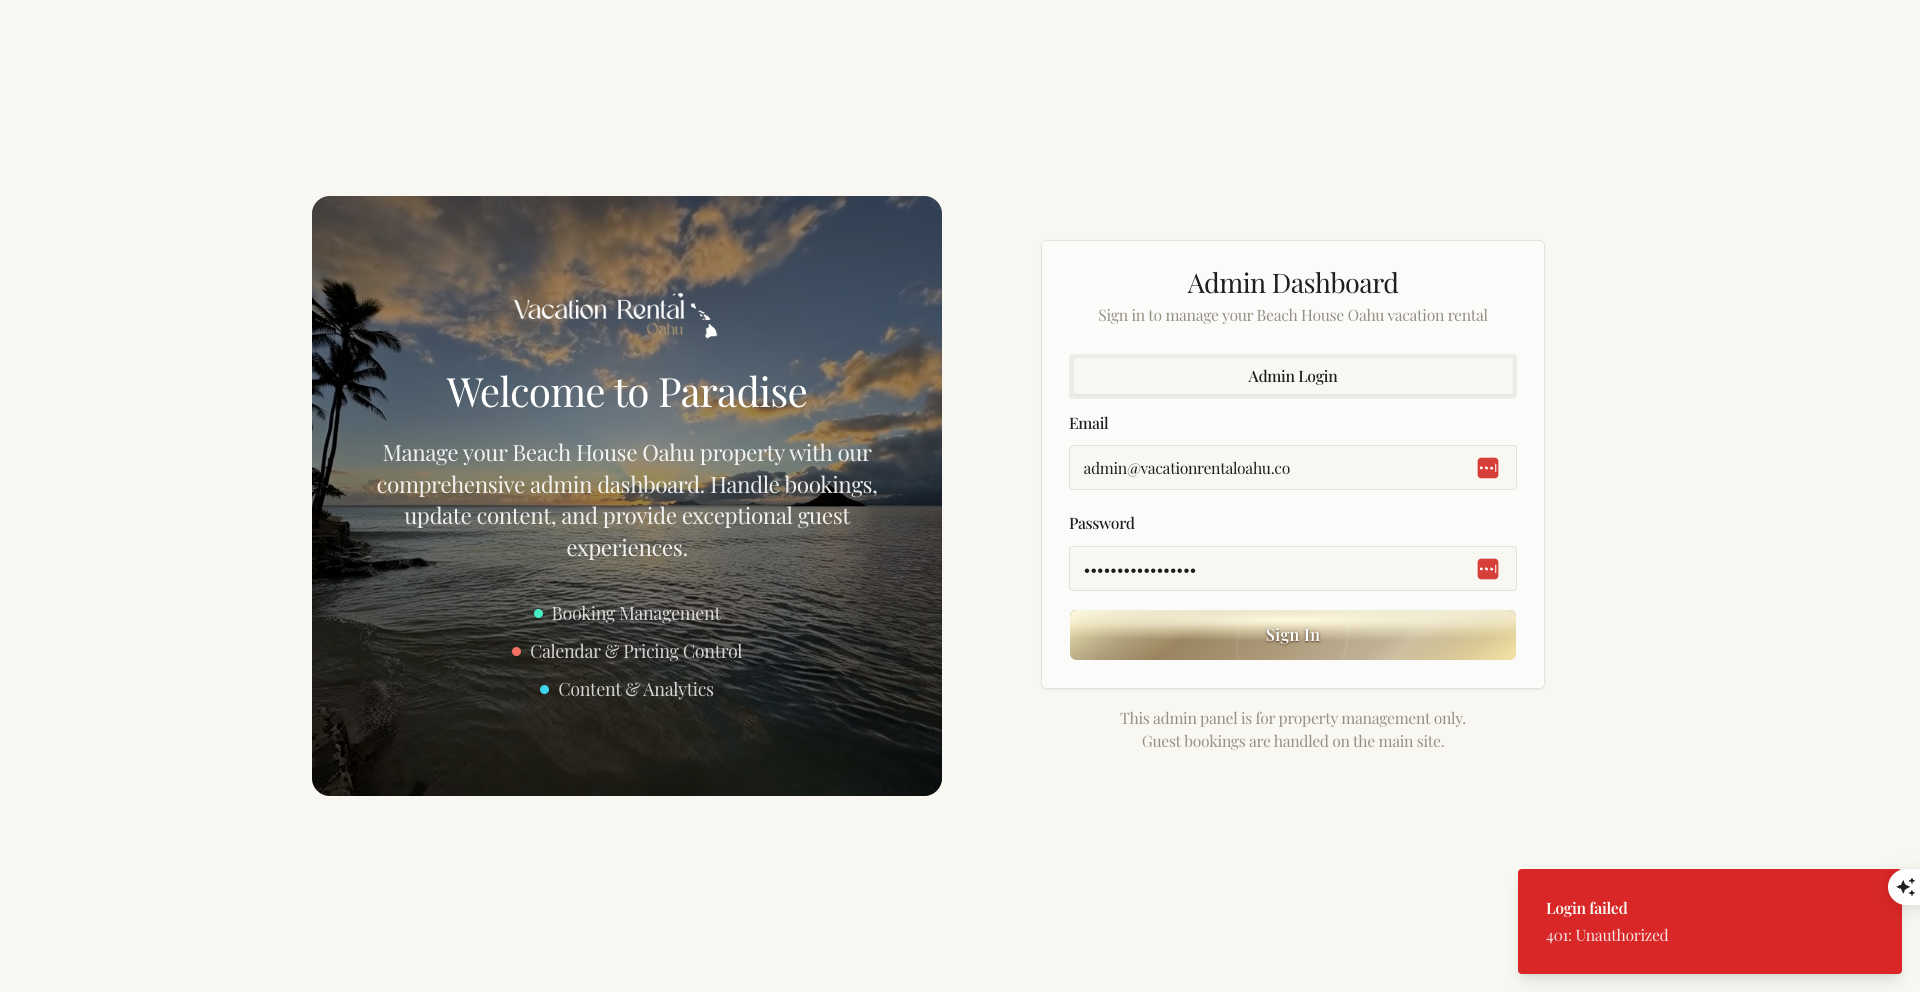 Vacation Rental
Oahu
Welcome to Paradise
Manage your Beach House Oahu property with our
comprehensive admin dashboard. Handle bookings,
update content, and provide exceptional guest
experiences.
Booking Management
Calendar & Pricing Control
Content & Analytics
Admin Dashboard
Sign in to manage your Beach House Oahu vacation rental
Admin Login
Email
admin@vacationrentaloahu.co
Password
•••••••••••••••••
Sign In
This admin panel is for property management only.
Guest bookings are handled on the main site.
Login failed
401: Unauthorized